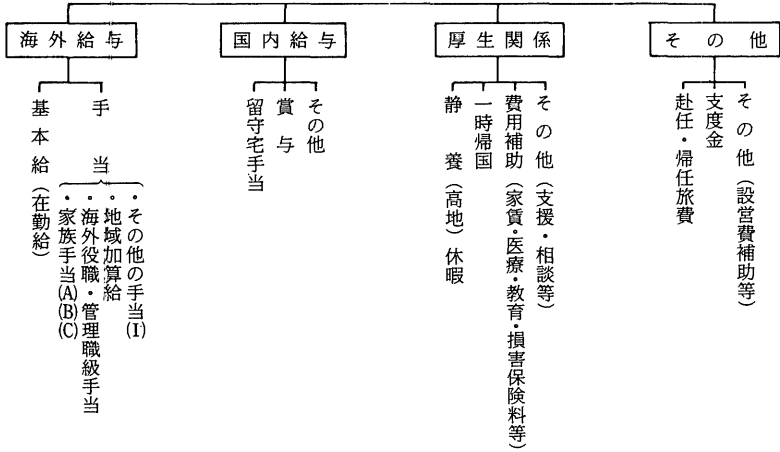 海外給与
基本給（在勤給）
手当
・家族手当(A)(B)(C)
・海外役職・管理職級手当
・地域加算給
・その他の手当(I)
国内給与
留守宅手当
賞与
その他
厚生関係
静養（高地）休暇
一時帰国
費用補助（家賃・医療・教育・損害保険料等）
その他（支援・相談等）
その他
赴任・帰任旅費
支度金
その他（設営費補助等）